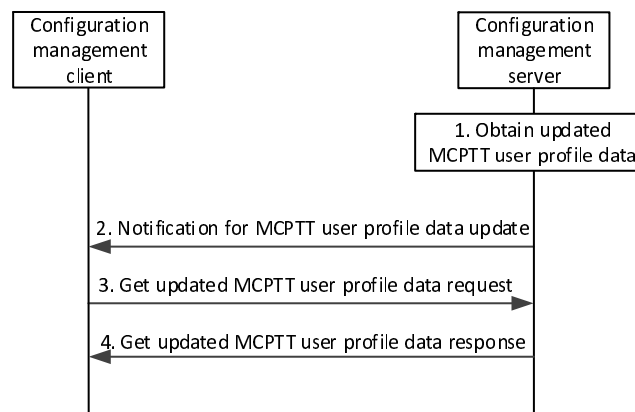 Configuration
management
client
Configuration
management
server
1. Obtain updated
MCPTT user profile data
2. Notification for MCPTT user profile data update
3. Get updated MCPTT user profile data request
4. Get updated MCPTT user profile data response